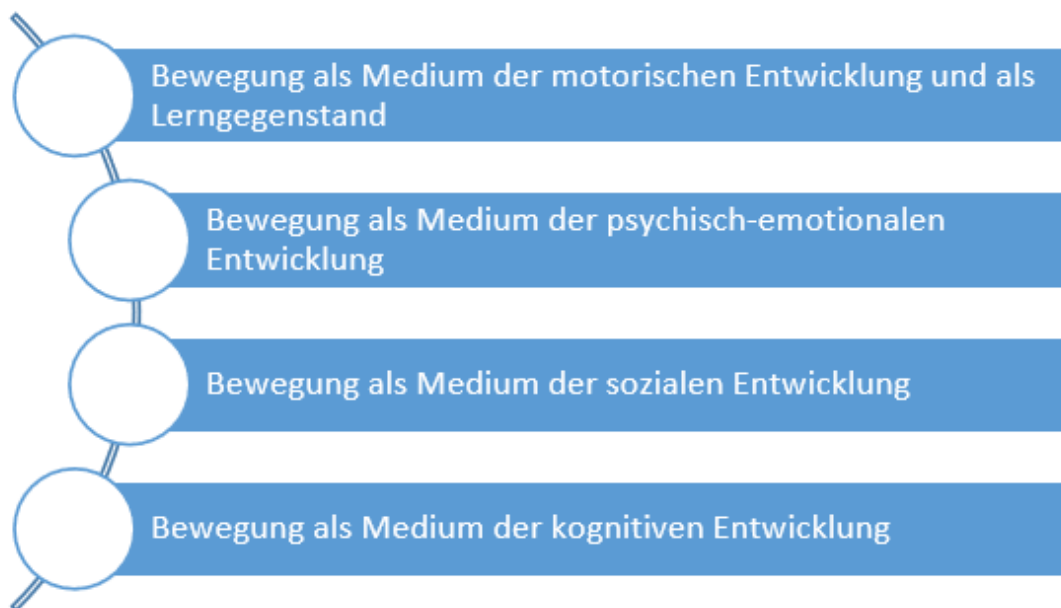 Bewegung als Medium der motorischen Entwicklung und als
Lerngegenstand
Bewegung als Medium der psychisch-emotionalen
Entwicklung
Bewegung als Medium der sozialen Entwicklung
Bewegung als Medium der kognitiven Entwicklung